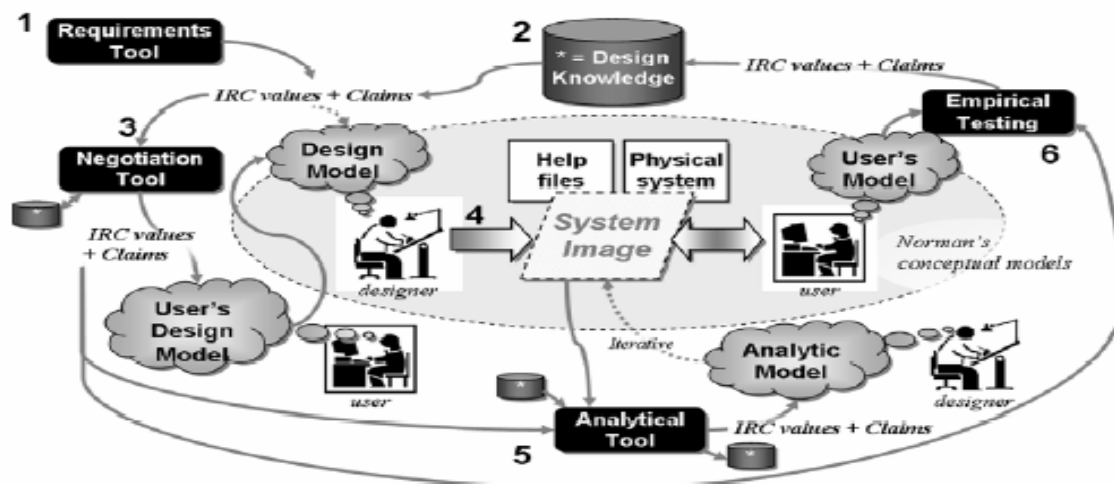 1
Requirements
Tool
2
* = Design
Knowledge
IRC values + Claims
IRC values + Claims
3
Negotiation
Tool
*
IRC values
+ Claims
Design
Model
Help
files
Physical
system
User's
Model
Empirical
Testing
6
4
System
Image
designer
user
Norman's
conceptual models
User's
Design
Model
user
Iterative
Analytic
Model
designer
*
Analytical
Tool
5
IRC values + Claims
*